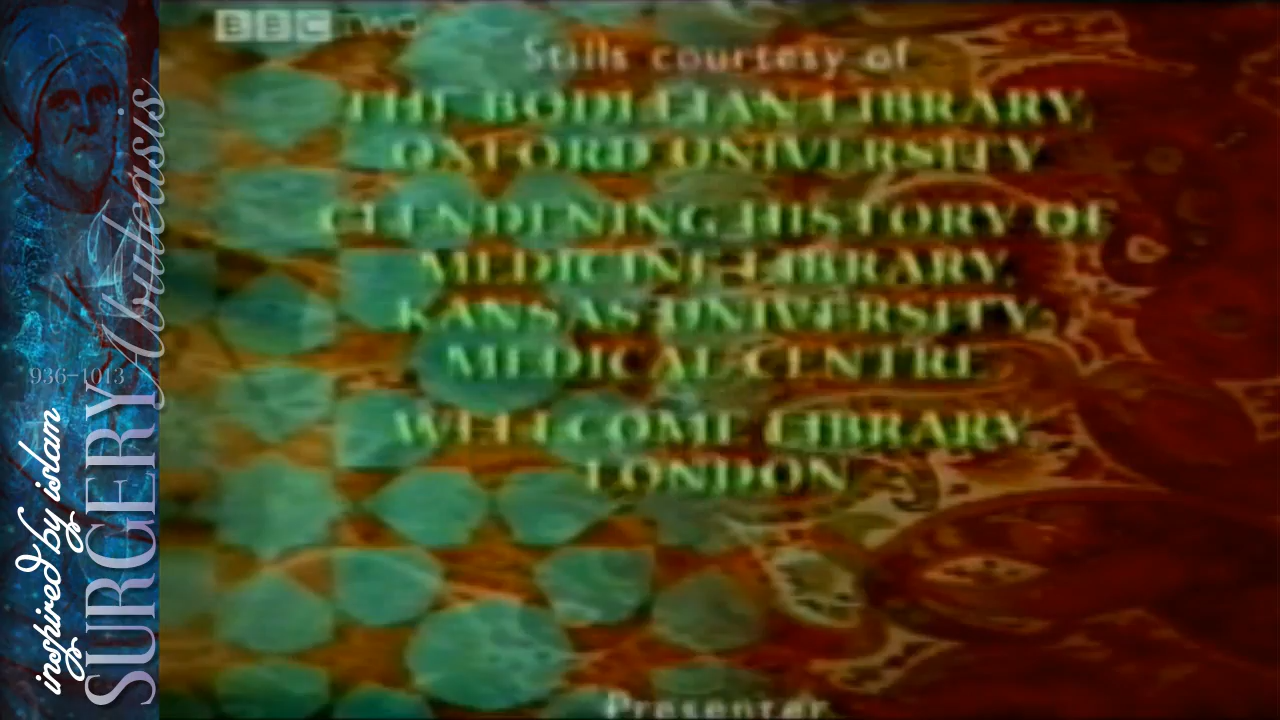 BBC TWO
Stills courtesy of
THE BODLEIAN LIBRARY,
OXFORD UNIVERSITY
CLENDENING HISTORY OF
MEDICINE LIBRARY,
KANSAS UNIVERSITY
MEDICAL CENTRE
WELLCOME LIBRARY,
LONDON
Presenter
inspired by islam
SURGERY Abulcasis
936-1013